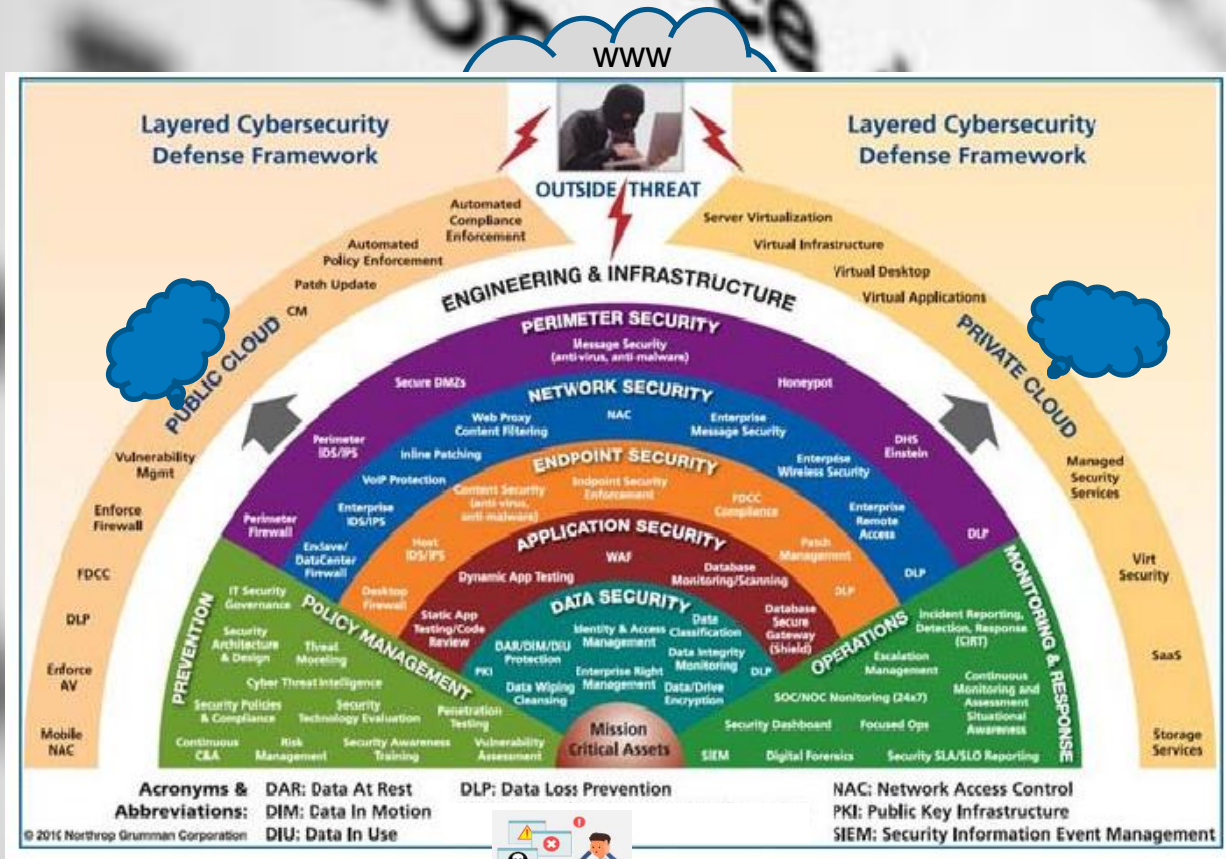 www
Layered Cybersecurity
Defense Framework
Layered Cybersecurity
Defense Framework
OUTSIDE THREAT
Automated
Compliance
Enforcement
Automated
Policy Enforcement
Patch Update
CM
PUBLIC CLOUD
Vulnerability
Mgmt
Enforce
Firewall
FDCC
DLP
Enforce
AV
Mobile
NAC
Server Virtualization
Virtual Infrastructure
Virtual Desktop
Virtual Applications
PRIVATE CLOUD
Managed
Security
Services
Virt
Security
SaaS
Storage
Services
ENGINEERING & INFRASTRUCTURE
PERIMETER SECURITY
Message Security
(anti-virus, anti-malware)
Secure DMZs
Honeypot
Perimeter
IDS/IPS
DHS
Einstein
Perimeter
Firewall
DLP
NETWORK SECURITY
Web Proxy
Content Filtering
NAC
Enterprise
Message Security
Inline Patching
Enterpise
Wireless Security
VoIP Protection
Enterprise
IDS/IPS
Enterprise
Remote
Access
Enclave/
DataCenter
Firewall
DLP
ENDPOINT SECURITY
Content Security
(anti virus,
anti malware)
Endpoint Security
Enforcement
FDCC
Compliance
Host
IDS/IPS
Patch
Management
Desktop
Firewall
DLP
APPLICATION SECURITY
WAF
Dynamic App Testing
Database
Monitoring/Scanning
Static App
Testing/Code
Review
Database
Secure
Gateway
(Shield)
DATA SECURITY
Identity & Access
Management
Data
Classification
DAR/DIM/DIU
Protection
Data Integrity
Monitoring
PKI
Enterprise Right
Management
DLP
Data Wiping
Cleansing
Data/Drive
Encryption
Mission
Critical Assets
PREVENTION
POLICY MANAGEMENT
IT Security
Governance
Security
Architecture
& Design
Threat
Moreling
Cyber Threat Intelligence
Security Policies
& Compliance
Security
Technology Evaluation
Penetration
Testing
Continuous
C&A
Risk
Management
Security Awareness
Training
Vulnerability
Assessment
OPERATIONS
MONITORING & RESPONSE
Incident Reporting,
Detection, Response
(CIRT)
Escalation
Management
Continuous
Monitoring and
Assessment
SOC/NOC Monitoring (24x7)
Situational
Awareness
Security Dashboard
Focused Ops
SIEM
Digital Forensics
Security SLA/SLO Reporting
Acronyms &
Abbreviations:
DAR: Data At Rest
DIM: Data In Motion
DIU: Data In Use
DLP: Data Loss Prevention
NAC: Network Access Control
PKI: Public Key Infrastructure
SIEM: Security Information Event Management
Northrop Grumman Corporation